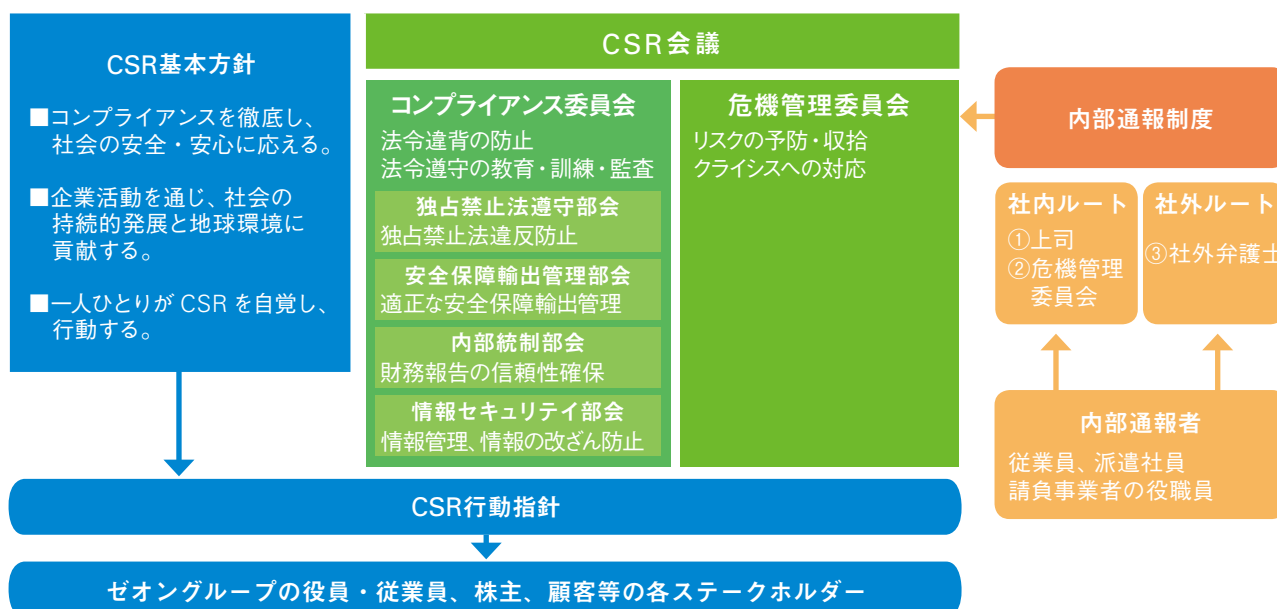 CSR基本方針
■コンプライアンスを徹底し、
社会の安全・安心に応える。
■企業活動を通じ、社会の
持続的発展と地球環境に
貢献する。
■一人ひとりが CSR を自覚し、
行動する。
CSR会議
コンプライアンス委員会
法令違背の防止
法令遵守の教育・訓練・監査
独占禁止法遵守部会
独占禁止法違反防止
安全保障輸出管理部会
適正な安全保障輸出管理
内部統制部会
財務報告の信頼性確保
情報セキュリテイ部会
情報管理、情報の改ざん防止
危機管理委員会
リスクの予防・収拾
クライシスへの対応
内部通報制度
社内ルート
①上司
②危機管理
委員会
社外ルート
③社外弁護士
内部通報者
従業員、派遣社員
請負事業者の役職員
CSR行動指針
ゼオングループの役員・従業員、株主、顧客等の各ステークホルダー